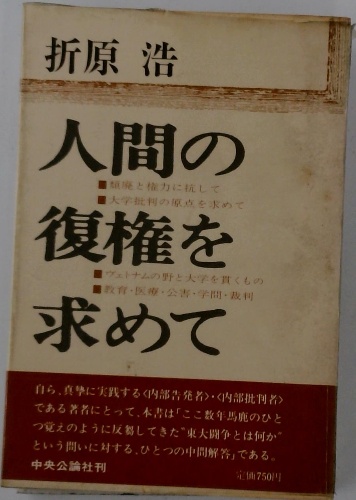 折原 浩
人間の
■頽廃と権力に抗して
■大学批判の原点を求めて
復権を
■ヴェトナムの野と大学を貫くもの
■教育・医療・公害・学問・裁判
求めて
自ら、真摯に実践する〈内部告発者〉・〈内部批判者〉
である著者にとって、本書は「ここ数年馬鹿のひと
つ覚えのように反芻してきた“東大闘争とは何か”
という問いに対する、ひとつの中間解答」である。
中央公論社刊
定価750円